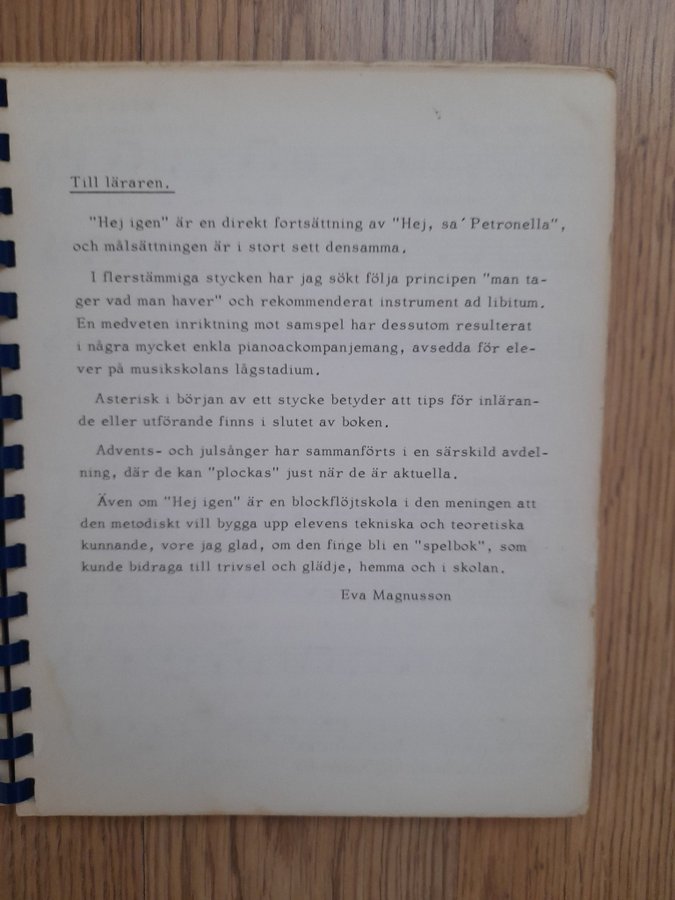 Till läraren.
"Hej igen" är en direkt fortsättning av "Hej, sa´ Petronella",
och målsättningen är i stort sett densamma.
I flerstämmiga stycken har jag sökt följa principen "man ta-
ger vad man haver" och rekommenderat instrument ad libitum.
En medveten inriktning mot samspel har dessutom resulterat
i några mycket enkla pianoackompanjemang, avsedda för ele-
ver på musikskolans lågstadium.
Asterisk i början av ett stycke betyder att tips för inläran-
de eller utförande finns i slutet av boken.
Advents- och julsånger har sammanförts i en särskild avdel-
ning, där de kan "plockas" just när de är aktuella.
Även om "Hej igen" är en blockflöjtskola i den meningen att
den metodiskt vill bygga upp elevens tekniska och teoretiska
kunnande, vore jag glad, om den finge bli en "spelbok", som
kunde bidraga till trivsel och glädje, hemma och i skolan.
Eva Magnusson